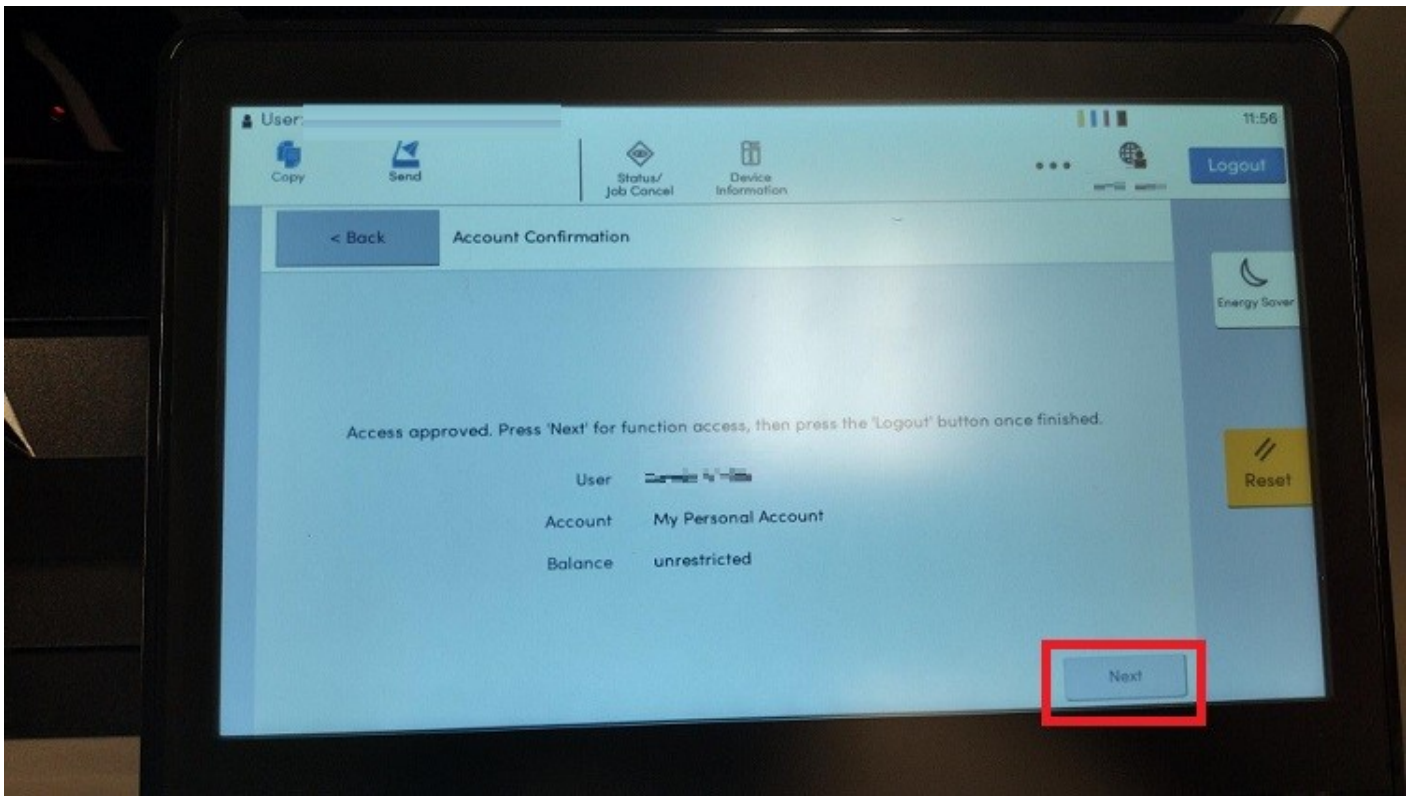 User:
11:56
Copy
Send
Status/
Job Cancel
Device
Information
Logout
< Back
Account Confirmation
Energy Saver
Access approved. Press 'Next' for function access, then press the 'Logout' button once finished.
Reset
User
Account My Personal Account
Balance unrestricted
Next